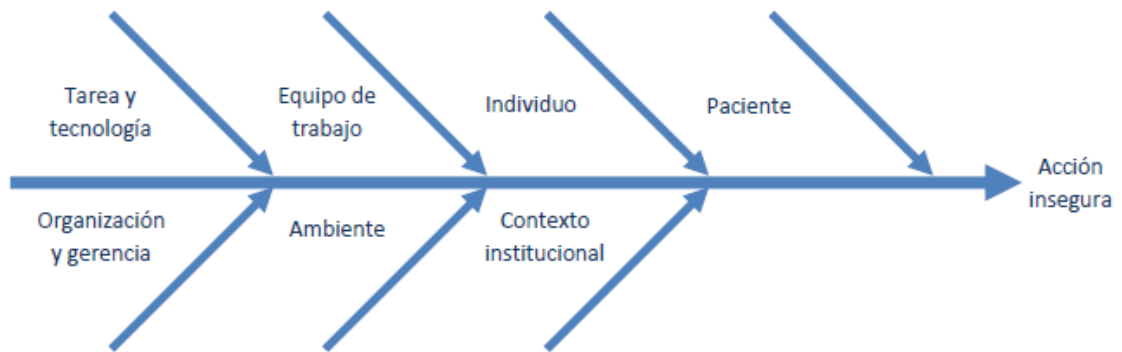 Tarea y
tecnología
Equipo de
trabajo
Individuo
Paciente
Acción
insegura
Organización
y gerencia
Ambiente
Contexto
institucional